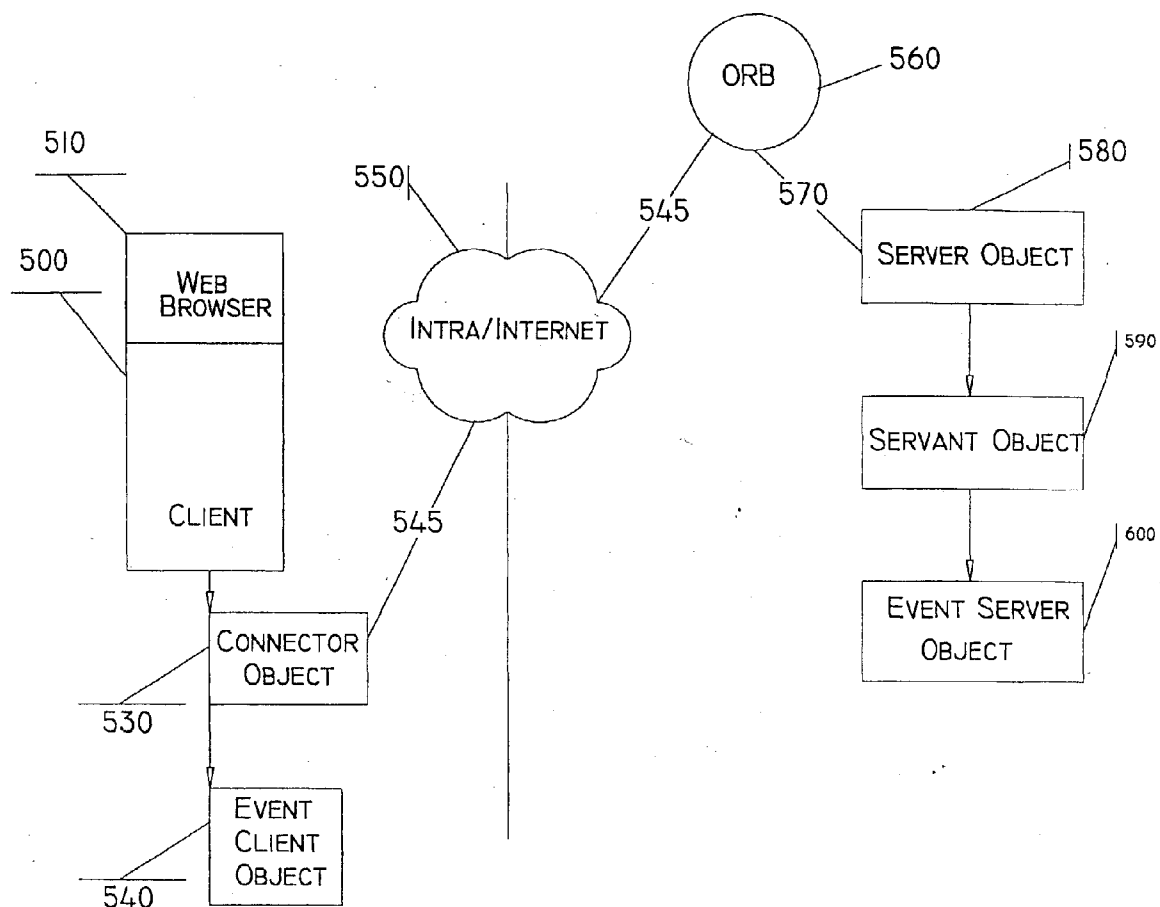 ORB
560
510
550
580
545
570
500
WEB
BROWSER
SERVER OBJECT
INTRA/INTERNET
590
SERVANT OBJECT
CLIENT
545
600
EVENT SERVER
OBJECT
CONNECTOR
OBJECT
530
EVENT
CLIENT
OBJECT
540